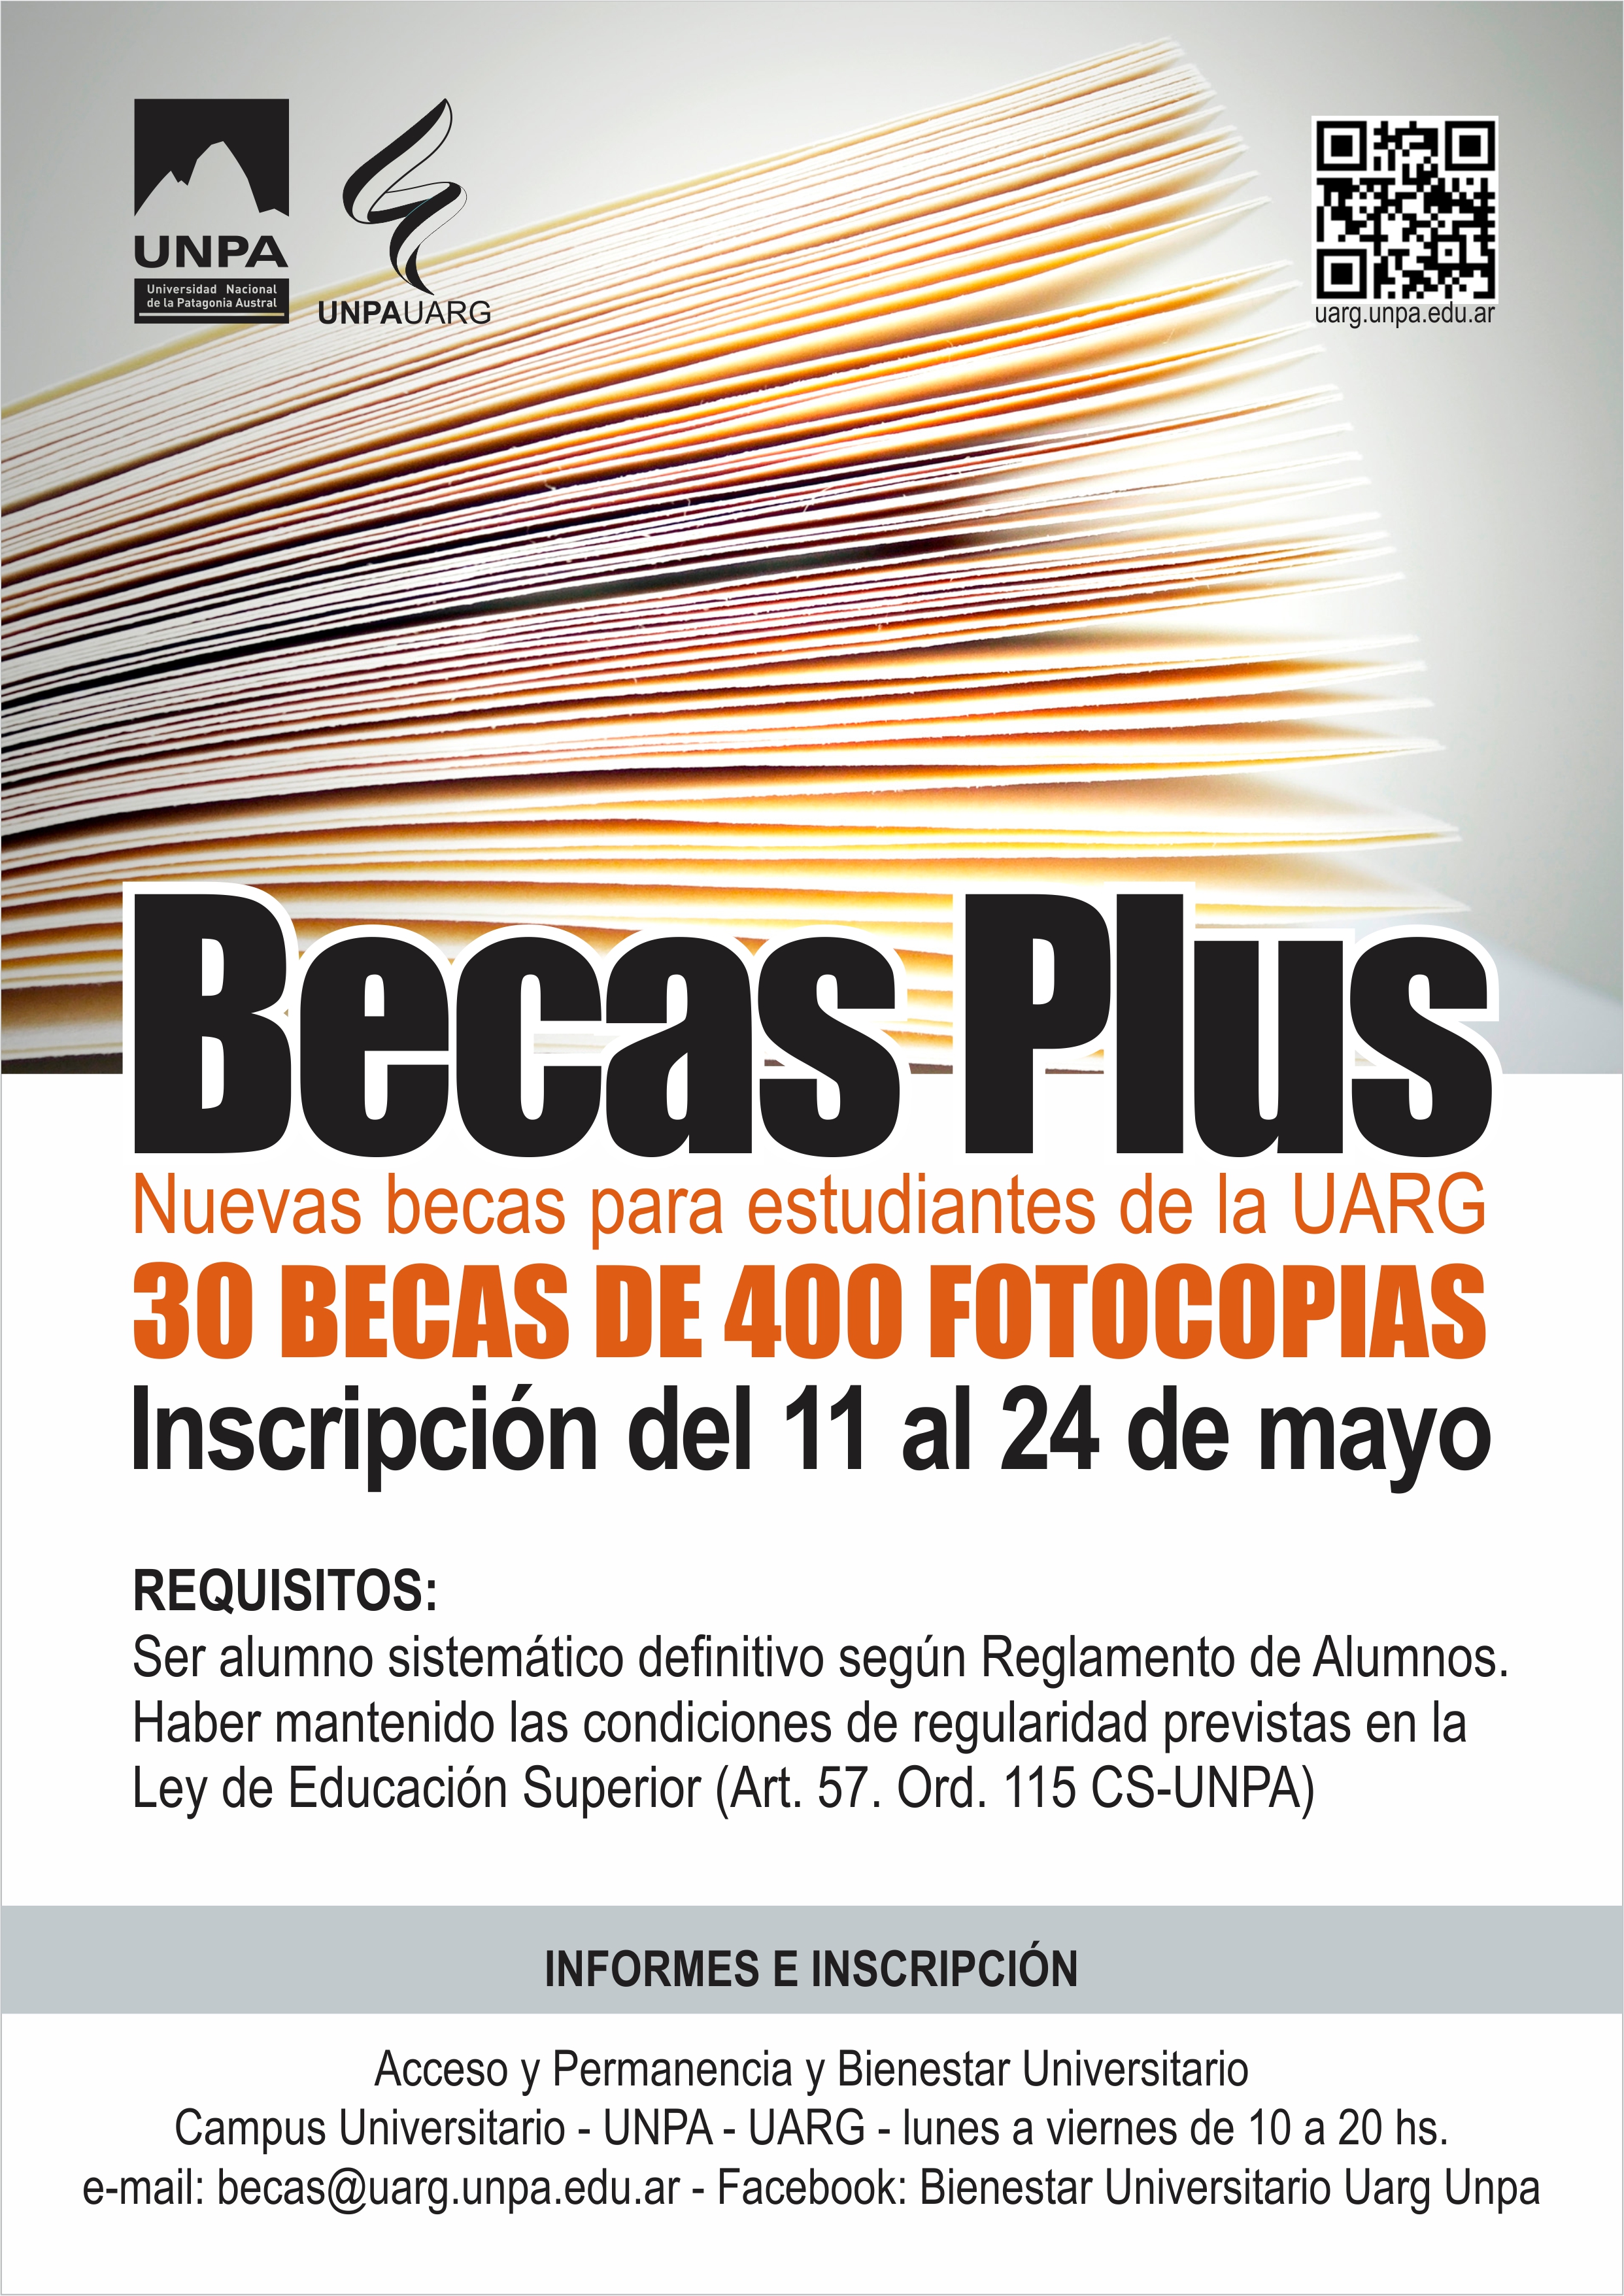 UNPA
Universidad Nacional
de la Patagonia Austral
UNPAUARG
uarg.unpa.edu.ar
Becas Plus
Nuevas becas para estudiantes de la UARG
30 BECAS DE 400 FOTOCOPIAS
Inscripción del 11 al 24 de mayo
REQUISITOS:
Ser alumno sistemático definitivo según Reglamento de Alumnos.
Haber mantenido las condiciones de regularidad previstas en la
Ley de Educación Superior (Art. 57. Ord. 115 CS-UNPA)
INFORMES E INSCRIPCIÓN
Acceso y Permanencia y Bienestar Universitario
Campus Universitario - UNPA - UARG - lunes a viernes de 10 a 20 hs.
e-mail: becas@uarg.unpa.edu.ar - Facebook: Bienestar Universitario Uarg Unpa